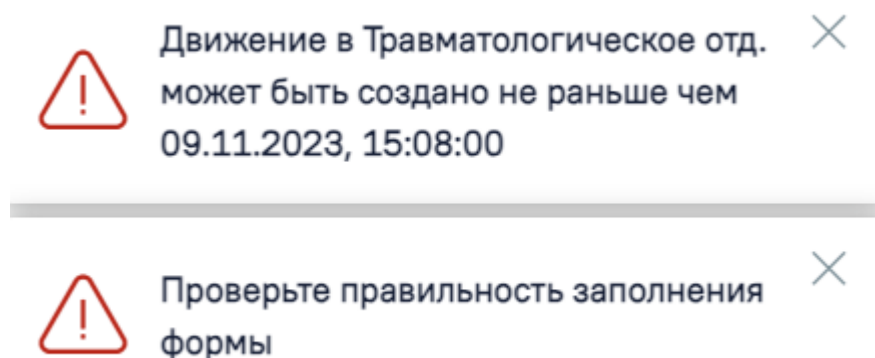 Движение в Травматологическое отд.
может быть создано не раньше чем
09.11.2023, 15:08:00
Проверьте правильность заполнения
формы